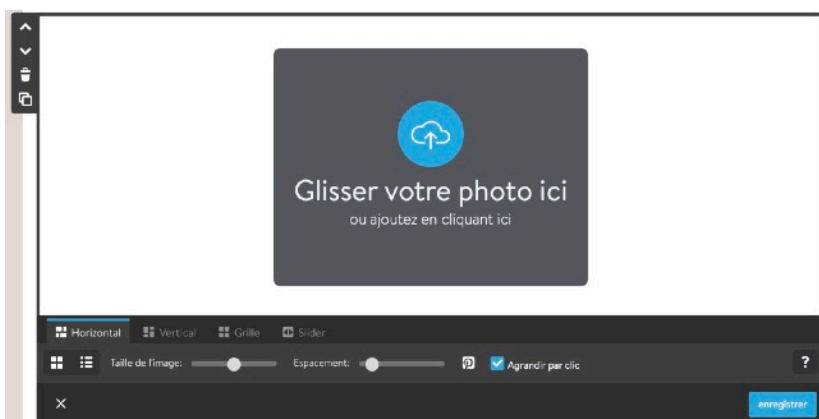 Glisser votre photo ici
ou ajoutez en cliquant ici
Horizontal Vertical Grille Slider
Taille de l'image: Espacement: Agrandir par clic ?
enregistrer